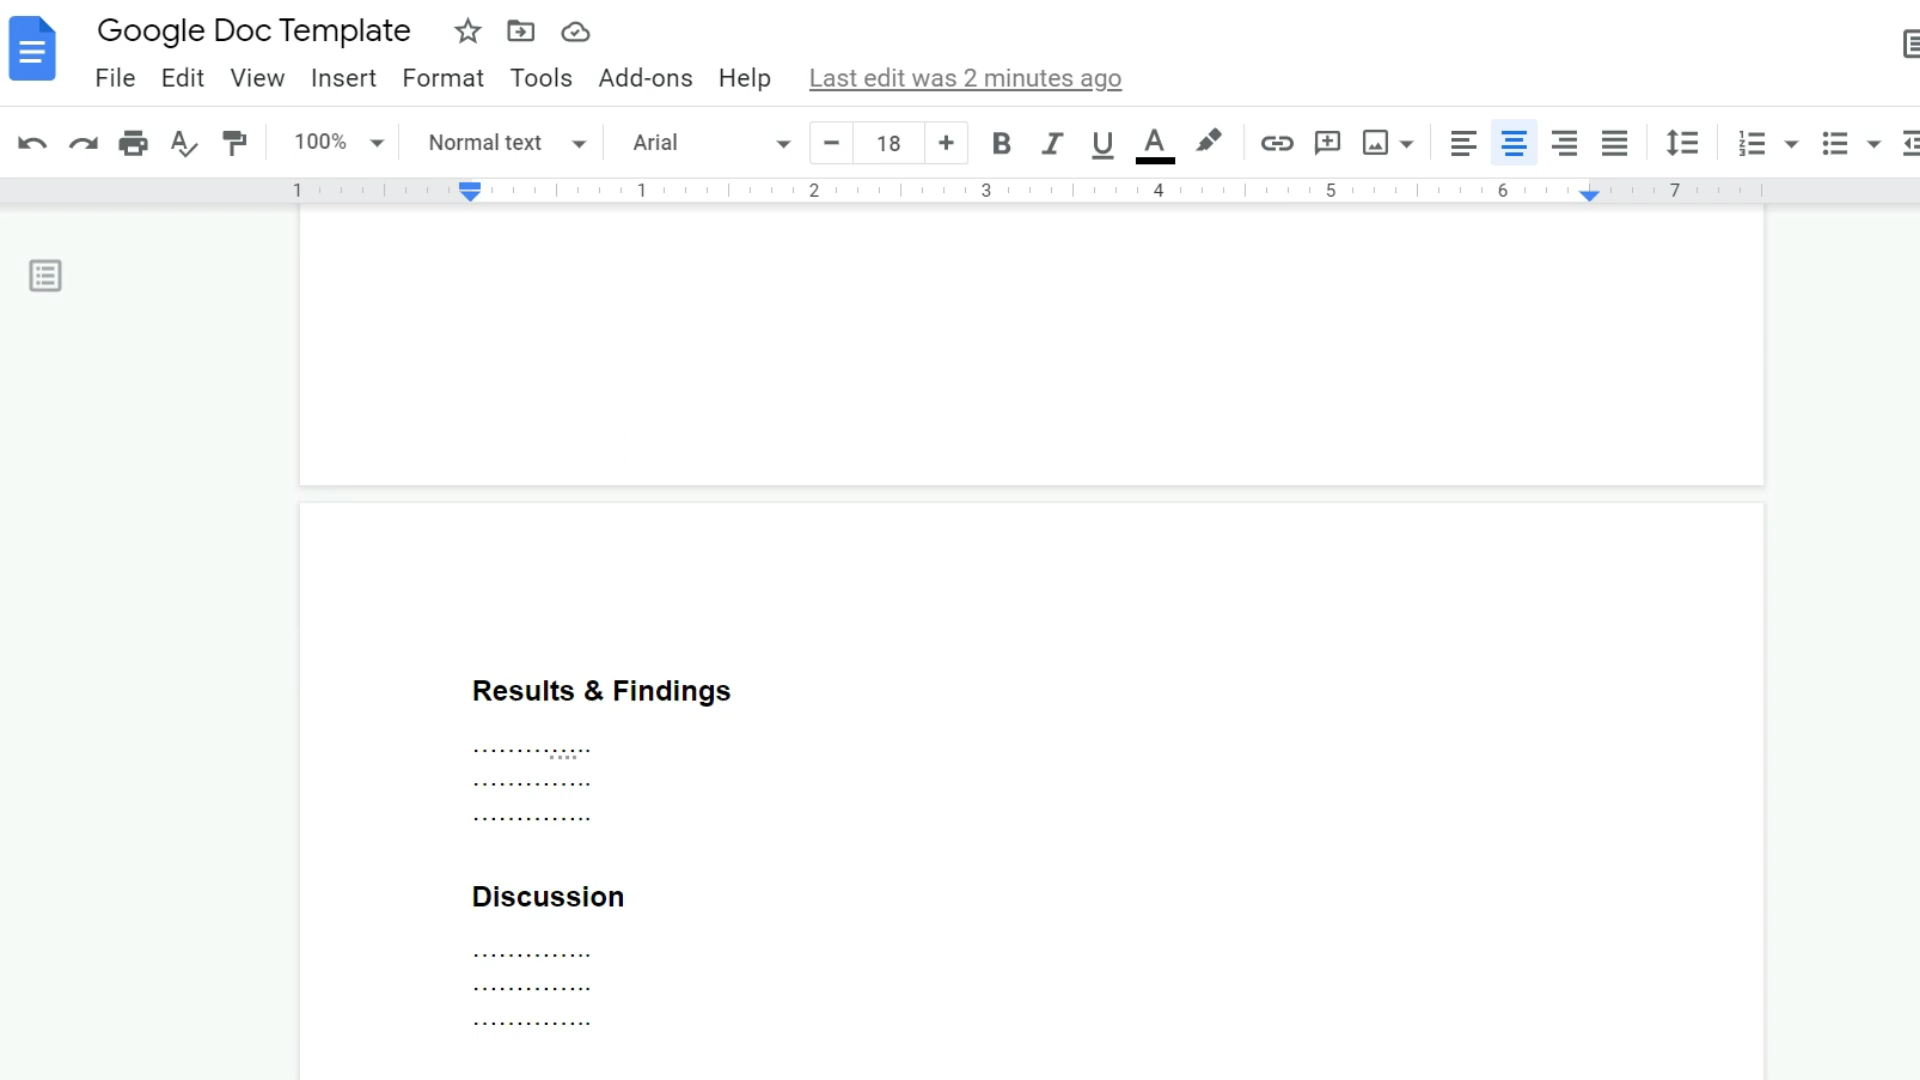 Google Doc Template
File Edit View Insert Format Tools Add-ons Help Last edit was 2 minutes ago
100% Normal text Arial 18
1 1 2 3 4 5 6 7
Results & Findings
..............
..............
..............
Discussion
..............
..............
..............